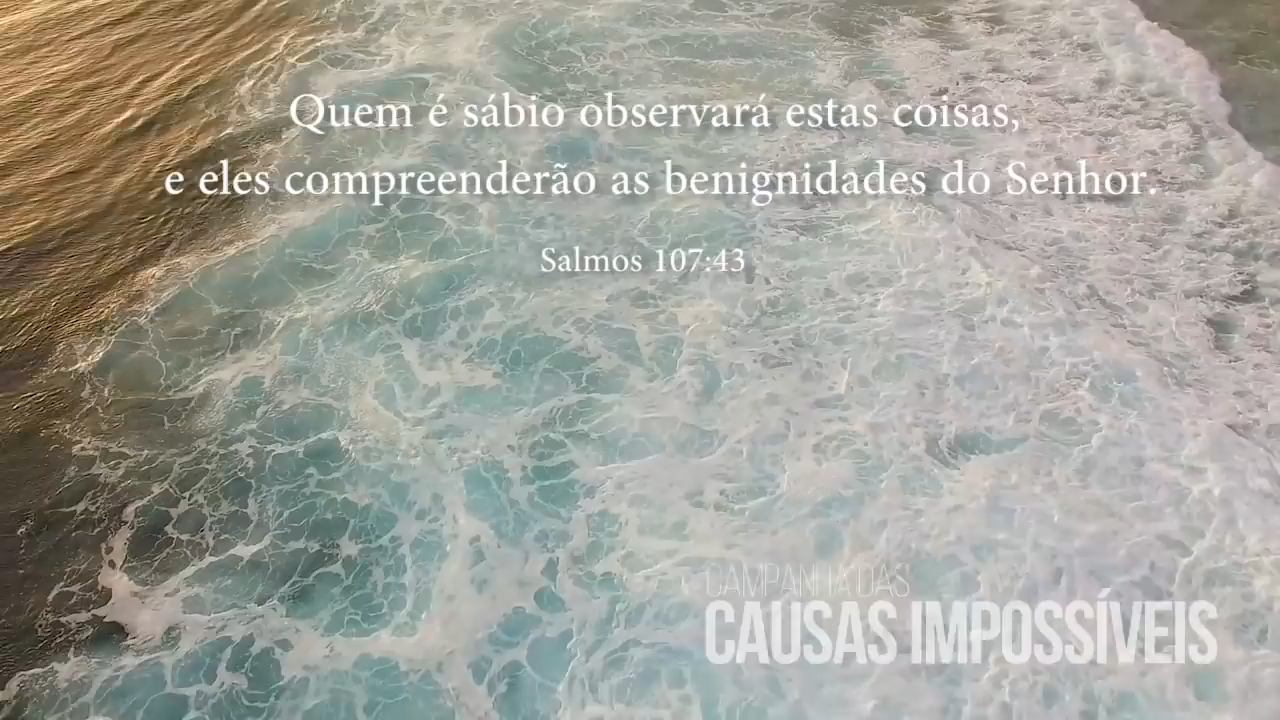 Quem é sábio observará estas coisas,
e eles compreenderão as benignidades do Senhor.
Salmos 107:43
CAMPANHA DAS
CAUSAS IMPOSSÍVEIS